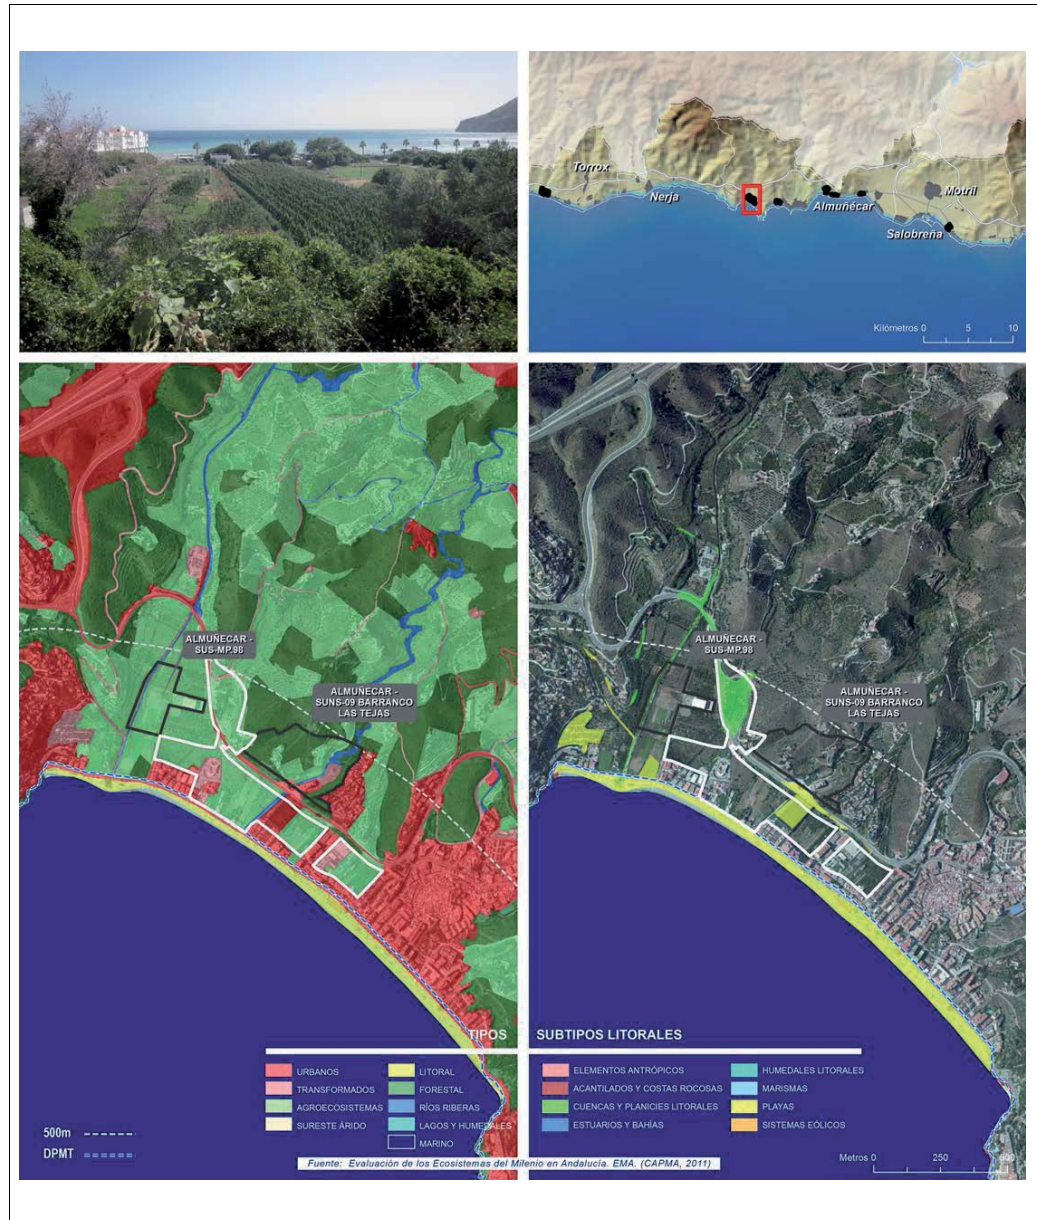 Torrox
Nerja
Almuñécar
Motril
Salobreña
Kilómetros 0 5 10
ALMUÑECAR -
SUS-MP.98
ALMUÑECAR -
SUNS-09 BARRANCO
LAS TEJAS
ALMUÑECAR -
SUS-MP.98
ALMUÑECAR -
SUNS-09 BARRANCO
LAS TEJAS
TIPOS
URBANOS
TRANSFORMADOS
AGROECOSISTEMAS
SURESTE ÁRIDO
LITORAL
FORESTAL
RÍOS RIBERAS
LAGOS Y HUMEDALES
MARINO
500m
DPMT
SUBTIPOS LITORALES
ELEMENTOS ANTRÓPICOS
ACANTILADOS Y COSTAS ROCOSAS
CUENCAS Y PLANICIES LITORALES
ESTUARIOS Y BAHÍAS
HUMEDALES LITORALES
MARISMAS
PLAYAS
SISTEMAS EÓLICOS
Metros 0 250 500
Fuente: Evaluación de los Ecosistemas del Milenio en Andalucía. EMA. (CAPMA, 2011)